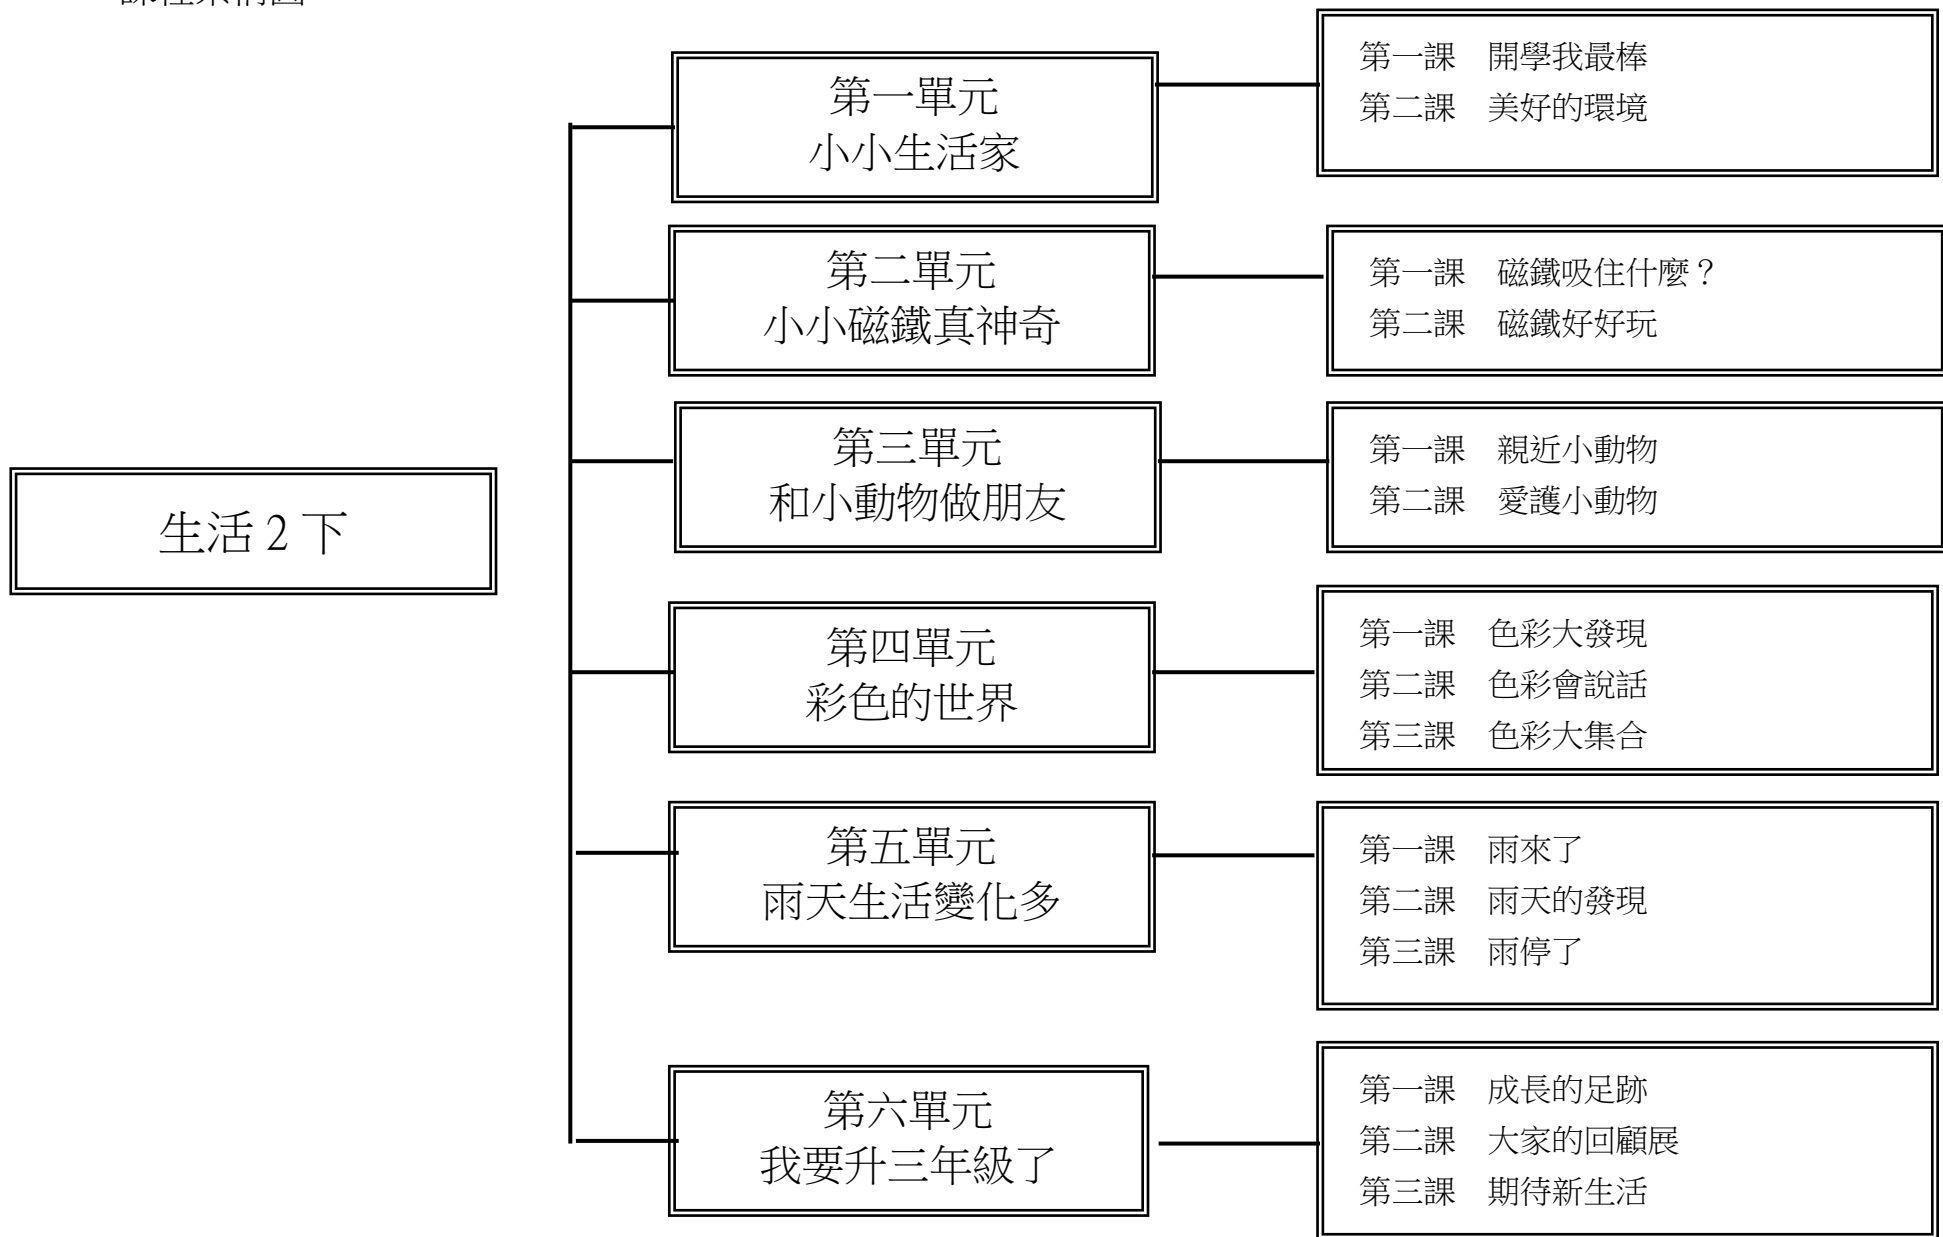 生活2下
第一單元
小小生活家
第一課　開學我最棒
第二課　美好的環境
第二單元
小小磁鐵真神奇
第一課　磁鐵吸住什麼？
第二課　磁鐵好好玩
第三單元
和小動物做朋友
第一課　親近小動物
第二課　愛護小動物
第四單元
彩色的世界
第一課　色彩大發現
第二課　色彩會說話
第三課　色彩大集合
第五單元
雨天生活變化多
第一課　雨來了
第二課　雨天的發現
第三課　雨停了
第六單元
我要升三年級了
第一課　成長的足跡
第二課　大家的回顧展
第三課　期待新生活